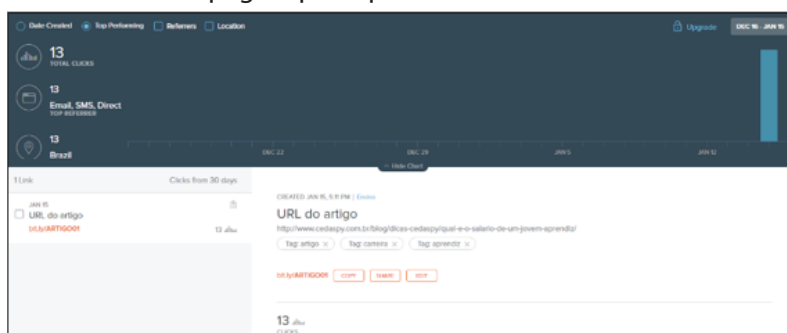 Date Created Top Performing Referrers Location Upgrade DEC 16 - JAN 15
13
TOTAL CLICKS
13
Email, SMS, Direct
TOP REFERRER
13
Brazil
DEC 22 DEC 29 JAN 5 JAN 12
Hide Chart
1 Link Clicks from 30 days
JAN 15
URL do artigo
bit.ly/ARTIGO01 13
CREATED JAN 15, 5:11 PM |
URL do artigo
http://www.cedaspy.com.br/blog/dicas-cedaspy/qual-e-o-salario-de-um-jovem-aprendiz/
Tag: artigo × Tag: carreira × Tag: aprendiz ×
bit.ly/ARTIGO01 COPY SHARE EDIT
13
CLICKS